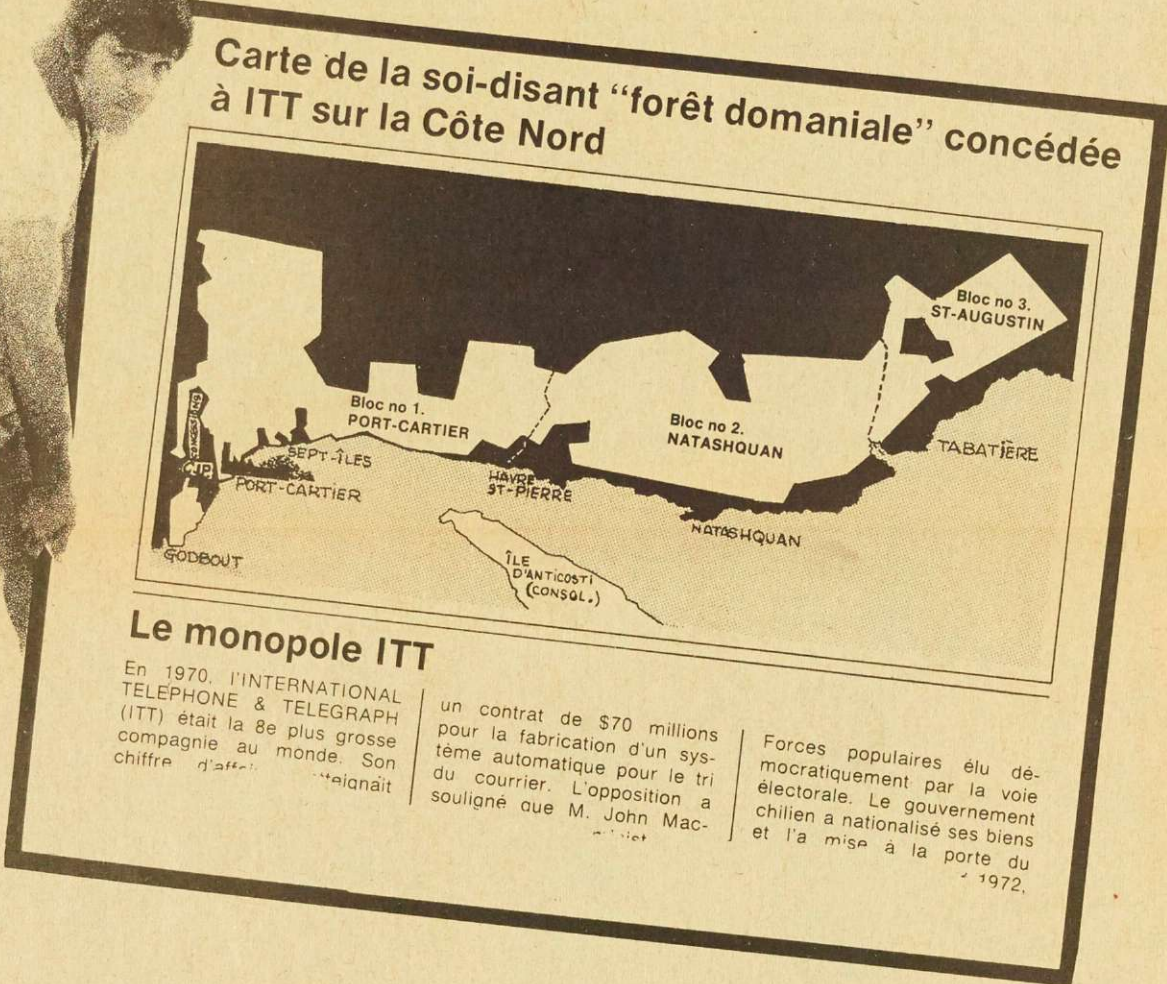 Carte de la soi-disant “forêt domaniale” concédée
à ITT sur la Côte Nord
Bloc no 3.
ST-AUGUSTIN
Bloc no 1.
PORT-CARTIER
Bloc no 2.
NATASHQUAN
CONCESSIONS
CIP
SEPT-ÎLES
PORT-CARTIER
HAVRE
ST-PIERRE
TABATIÈRE
NATASHQUAN
GODBOUT
ÎLE
D'ANTICOSTI
(CONSOL.)
Le monopole ITT
En 1970, l'INTERNATIONAL
TELEPHONE & TELEGRAPH
(ITT) était la 8e plus grosse
compagnie au monde. Son
chiffre
un contrat de $70 millions
pour la fabrication d'un sys-
tème automatique pour le tri
du courrier. L'opposition a
souligné que M. John Mac-
Forces populaires élu dé-
mocratiquement par la voie
électorale. Le gouvernement
chilien a nationalisé ses biens
et l'a mise à la porte du
1972,